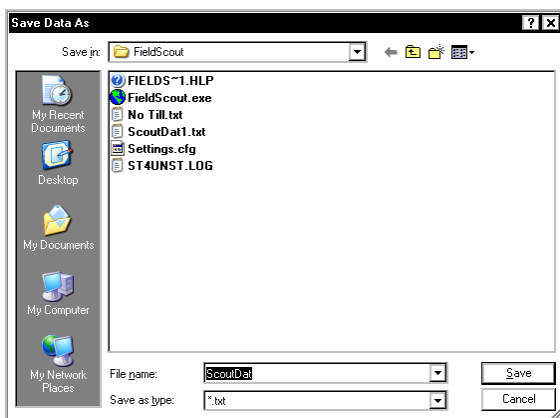 Save Data As
Save in: FieldScout
My Recent Documents
Desktop
My Documents
My Computer
My Network Places
FIELDS~1.HLP
FieldScout.exe
No Till.txt
ScoutDat1.txt
Settings.cfg
ST4UNST.LOG
File name: ScoutDat
Save
Save as type: *.txt
Cancel